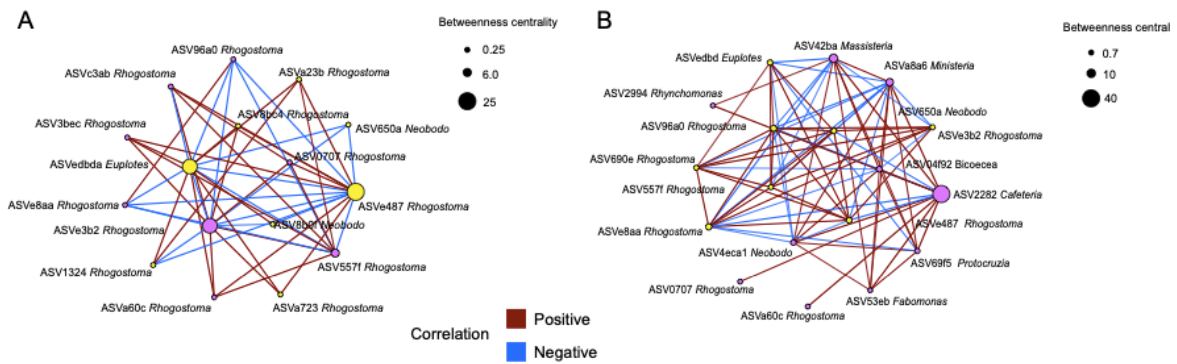 A
Betweenness centrality
0.25
6.0
25
ASV96a0 Rhogostoma
ASVc3ab Rhogostoma
ASVa23b Rhogostoma
ASV8bc4 Rhogostoma
ASV3bec Rhogostoma
ASV650a Neobodo
ASVedbda Euplotes
ASV0707 Rhogostoma
ASVe8aa Rhogostoma
ASVe487 Rhogostoma
ASVe3b2 Rhogostoma
ASV8b9f Neobodo
ASV1324 Rhogostoma
ASV557f Rhogostoma
ASVa60c Rhogostoma
ASVa723 Rhogostoma
B
Betweenness central
0.7
10
40
ASV42ba Massisteria
ASVedbd Euplotes
ASVa8a6 Ministeria
ASV2994 Rhynchomonas
ASV650a Neobodo
ASV96a0 Rhogostoma
ASVe3b2 Rhogostoma
ASV690e Rhogostoma
ASV04f92 Bicoecea
ASV557f Rhogostoma
ASV2282 Cafeteria
ASVe8aa Rhogostoma
ASVe487 Rhogostoma
ASV4eca1 Neobodo
ASV69f5 Protocruzia
ASV0707 Rhogostoma
ASV53eb Fabomonas
ASVa60c Rhogostoma
Correlation
Positive
Negative